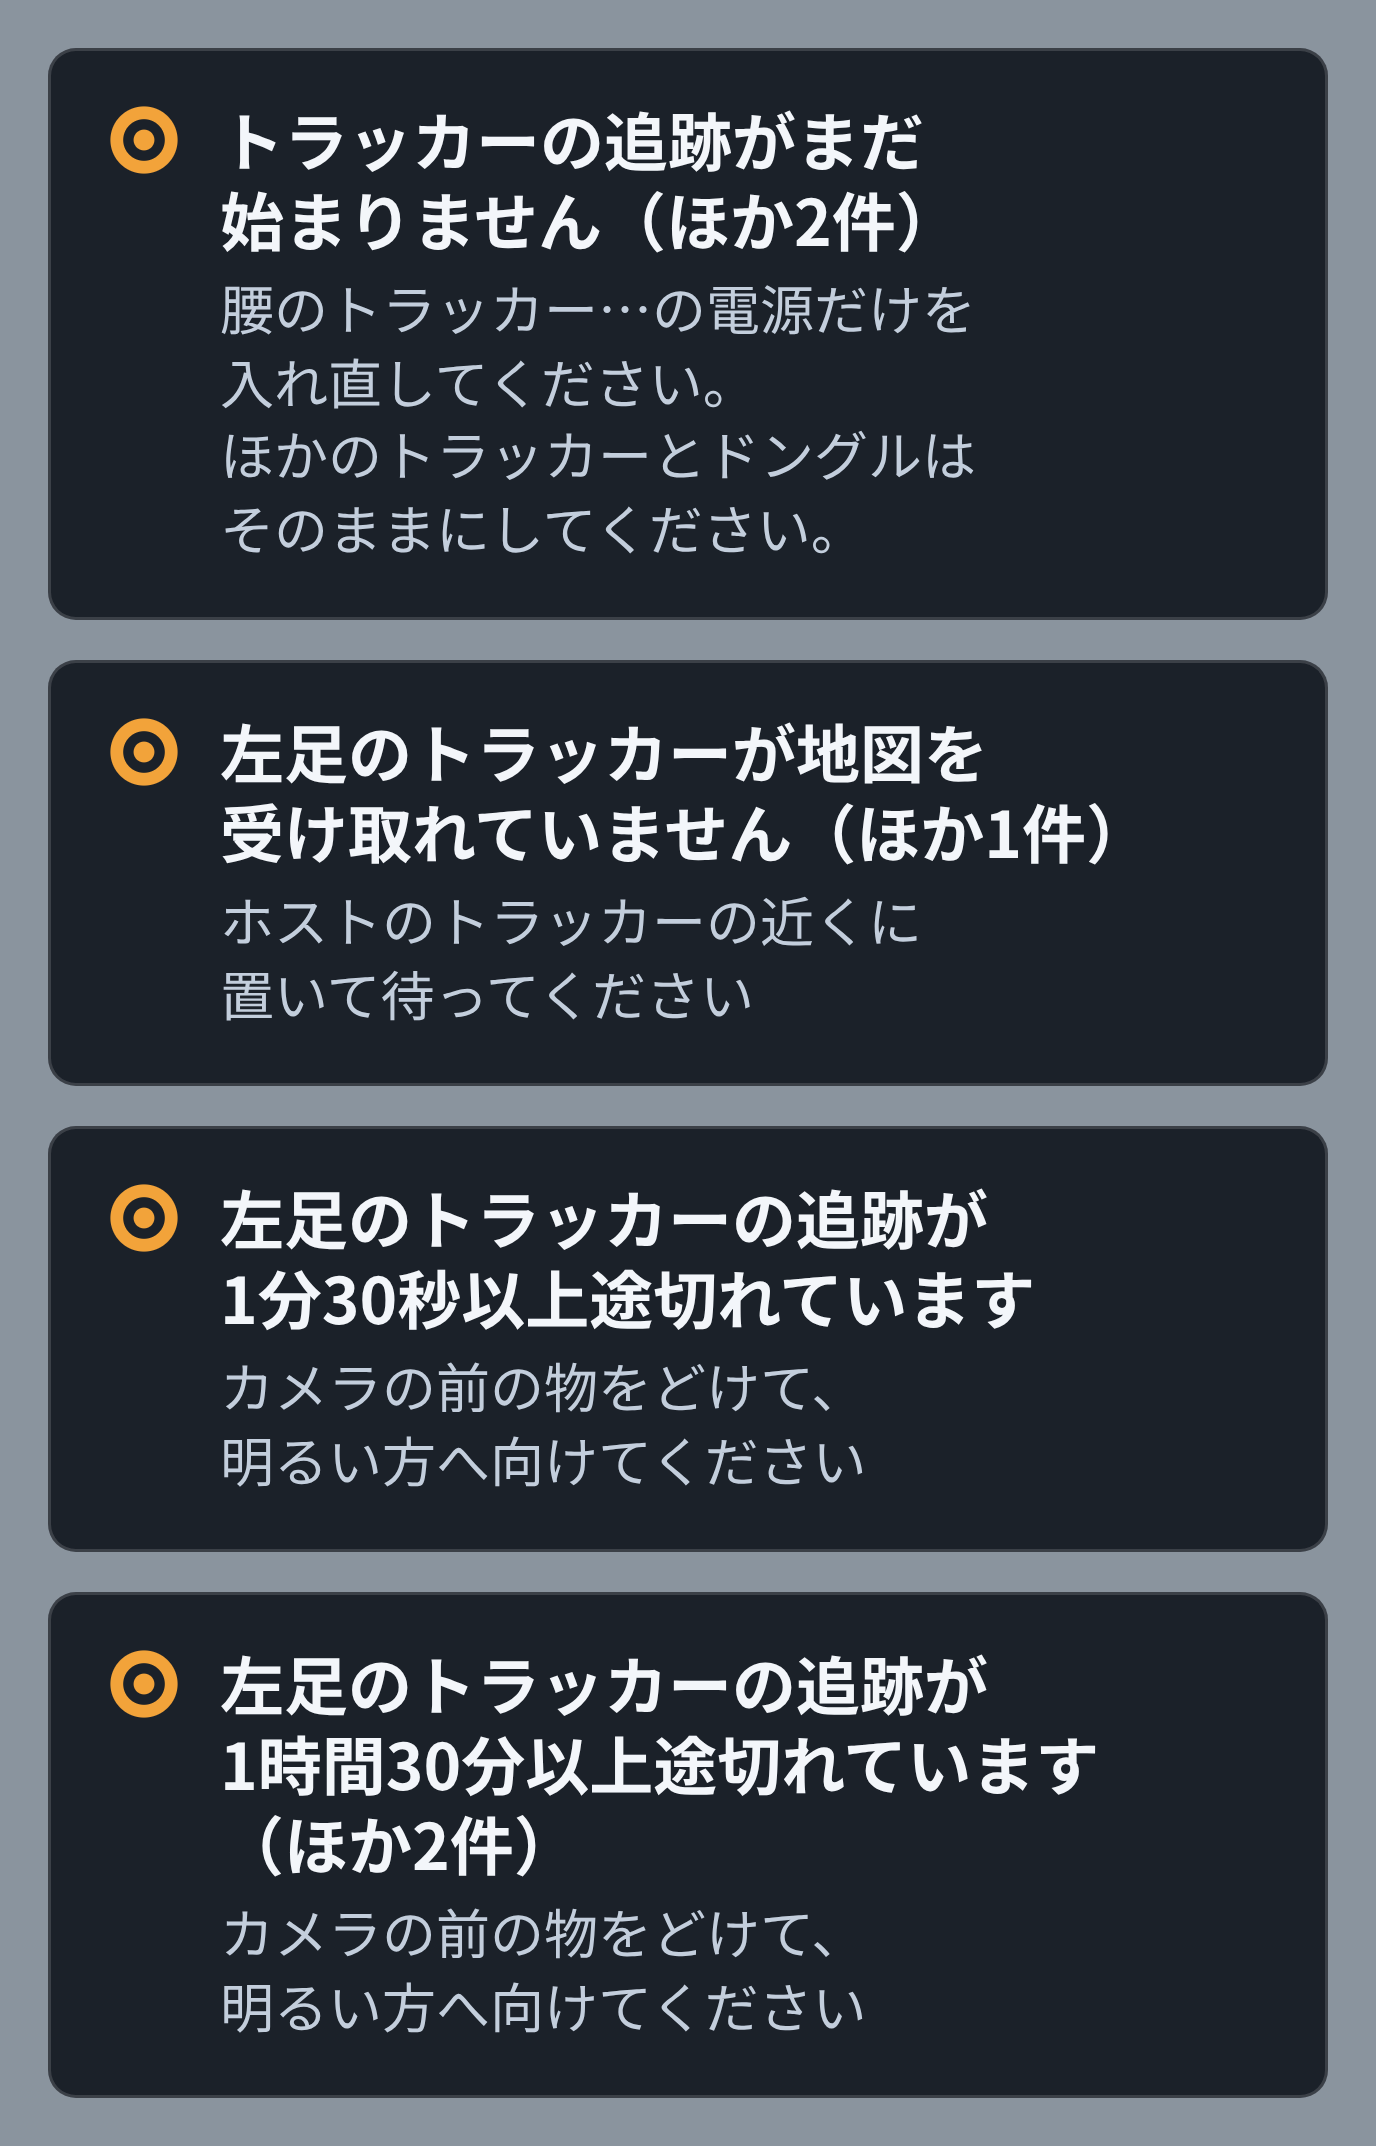 トラッカーの追跡がまだ
始まりません（ほか2件）
腰のトラッカー…の電源だけを
入れ直してください。
ほかのトラッカーとドングルは
そのままにしてください。
左足のトラッカーが地図を
受け取れていません（ほか1件）
ホストのトラッカーの近くに
置いて待ってください
左足のトラッカーの追跡が
1分30秒以上途切れています
カメラの前の物をどけて、
明るい方へ向けてください
左足のトラッカーの追跡が
1時間30分以上途切れています
（ほか2件）
カメラの前の物をどけて、
明るい方へ向けてください